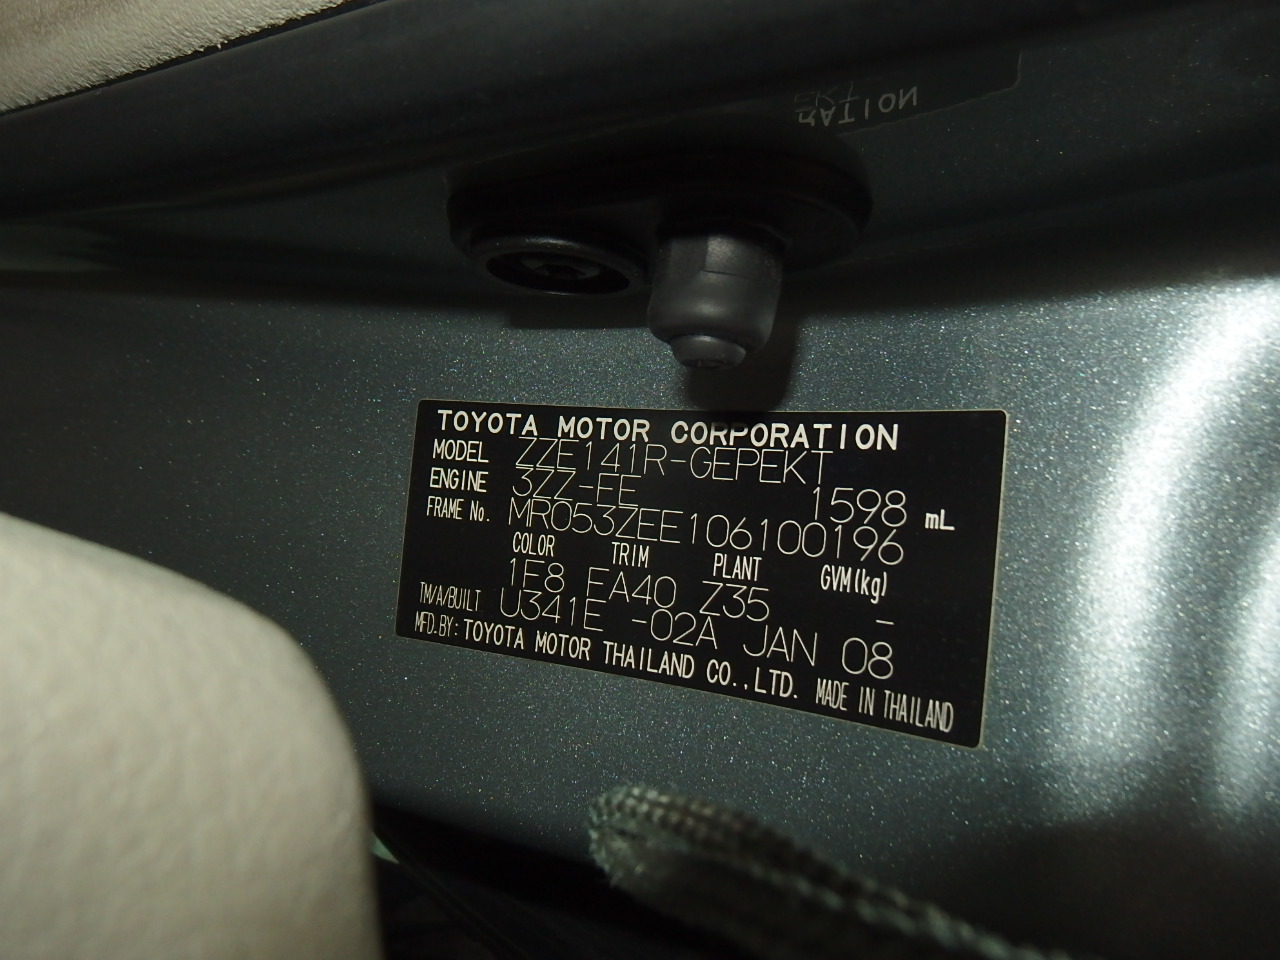 TOYOTA MOTOR CORPORATION
MODEL ZZE141R-GEPEKT
ENGINE 3ZZ-FE 1598 mL
FRAME No. MR053ZEE106100196
COLOR TRIM PLANT GVM(kg)
1F8 FA40 Z35 -
TM/A/BUILT U341E -02A JAN 08
MFD.BY:TOYOTA MOTOR THAILAND CO.,LTD. MADE IN THAILAND